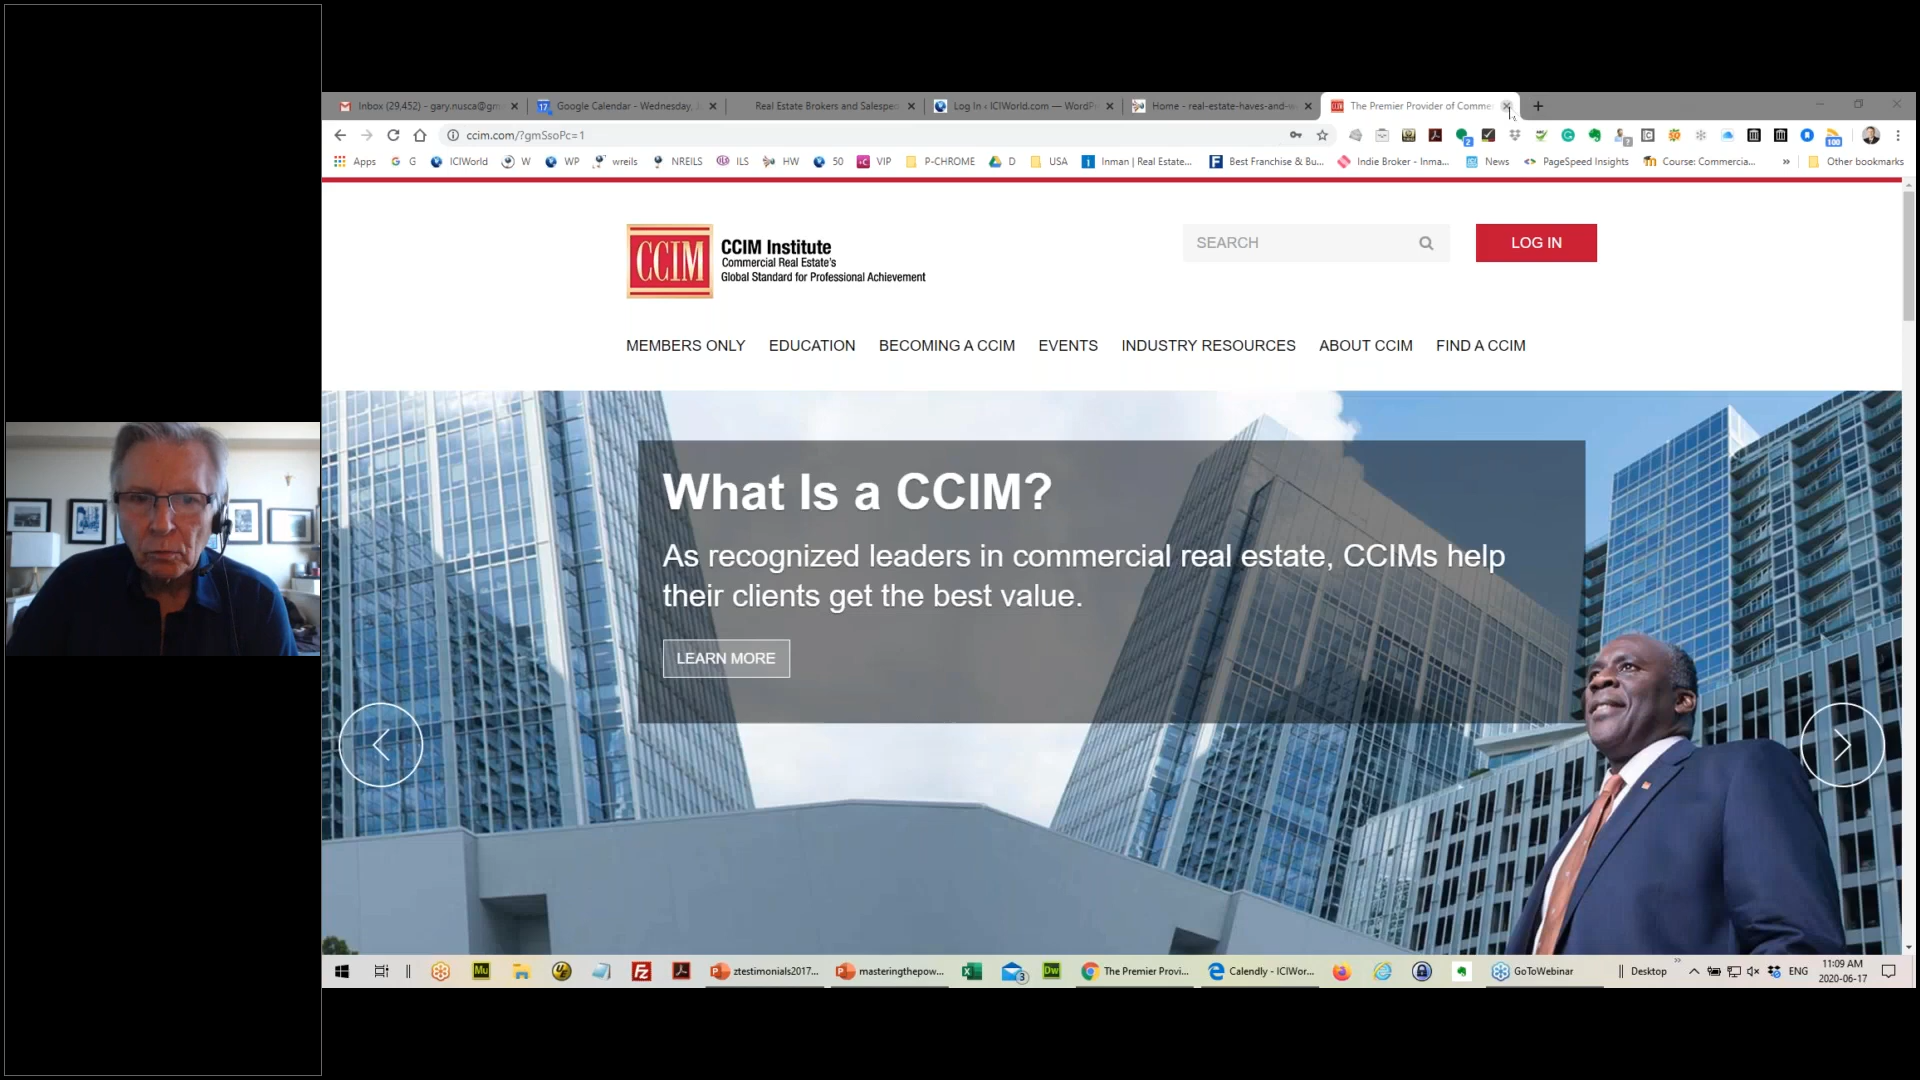 Inbox (29,452) - gary.nusca@gm
Google Calendar - Wednesday,
Real Estate Brokers and Salespe
Log In ‹ ICIWorld.com — WordP
Home - real-estate-haves-and-w
The Premier Provider of Comme
ccim.com/?gmSsoPc=1
Apps
G
ICIWorld
W
WP
wreils
NREILS
ILS
HW
50
VIP
P-CHROME
D
USA
Inman | Real Estate...
Best Franchise & Bu...
Indie Broker - Inma...
News
PageSpeed Insights
Course: Commercia...
»
Other bookmarks
CCIM
CCIM Institute
Commercial Real Estate's
Global Standard for Professional Achievement
SEARCH
LOG IN
MEMBERS ONLY
EDUCATION
BECOMING A CCIM
EVENTS
INDUSTRY RESOURCES
ABOUT CCIM
FIND A CCIM
What Is a CCIM?
As recognized leaders in commercial real estate, CCIMs help
their clients get the best value.
LEARN MORE
Mu
ztestimonials2017...
masteringthepow...
3
Dw
The Premier Provi...
Calendly - ICIWor...
GoToWebinar
Desktop
ENG
11:09 AM
2020-06-17